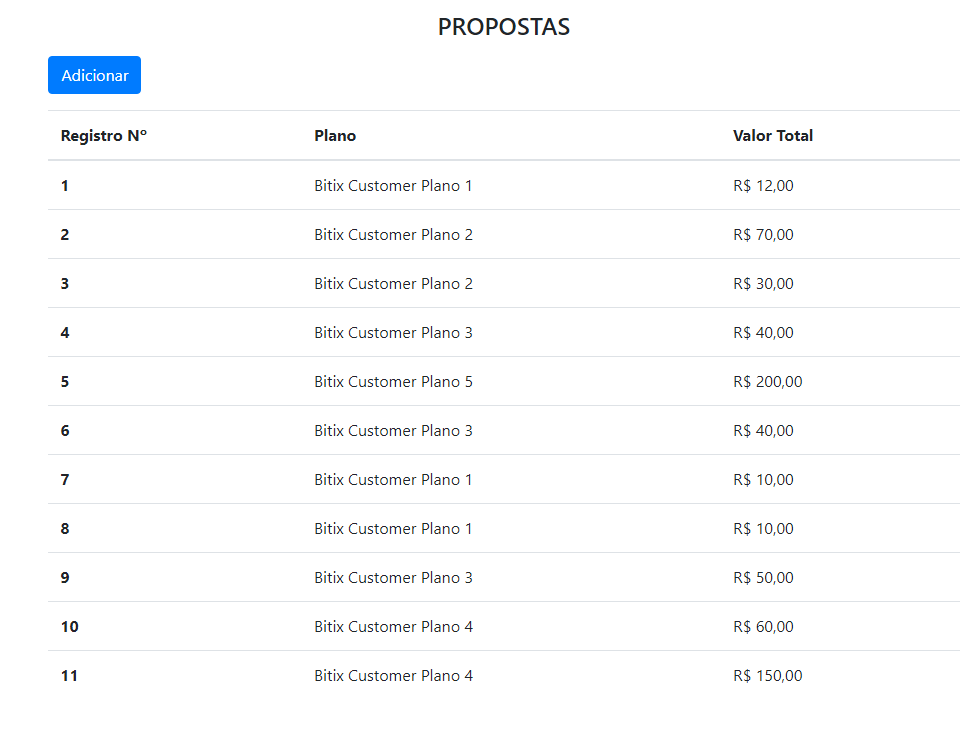 PROPOSTAS
Adicionar
Registro Nº Plano Valor Total
1 Bitix Customer Plano 1 R$ 12,00
2 Bitix Customer Plano 2 R$ 70,00
3 Bitix Customer Plano 2 R$ 30,00
4 Bitix Customer Plano 3 R$ 40,00
5 Bitix Customer Plano 5 R$ 200,00
6 Bitix Customer Plano 3 R$ 40,00
7 Bitix Customer Plano 1 R$ 10,00
8 Bitix Customer Plano 1 R$ 10,00
9 Bitix Customer Plano 3 R$ 50,00
10 Bitix Customer Plano 4 R$ 60,00
11 Bitix Customer Plano 4 R$ 150,00